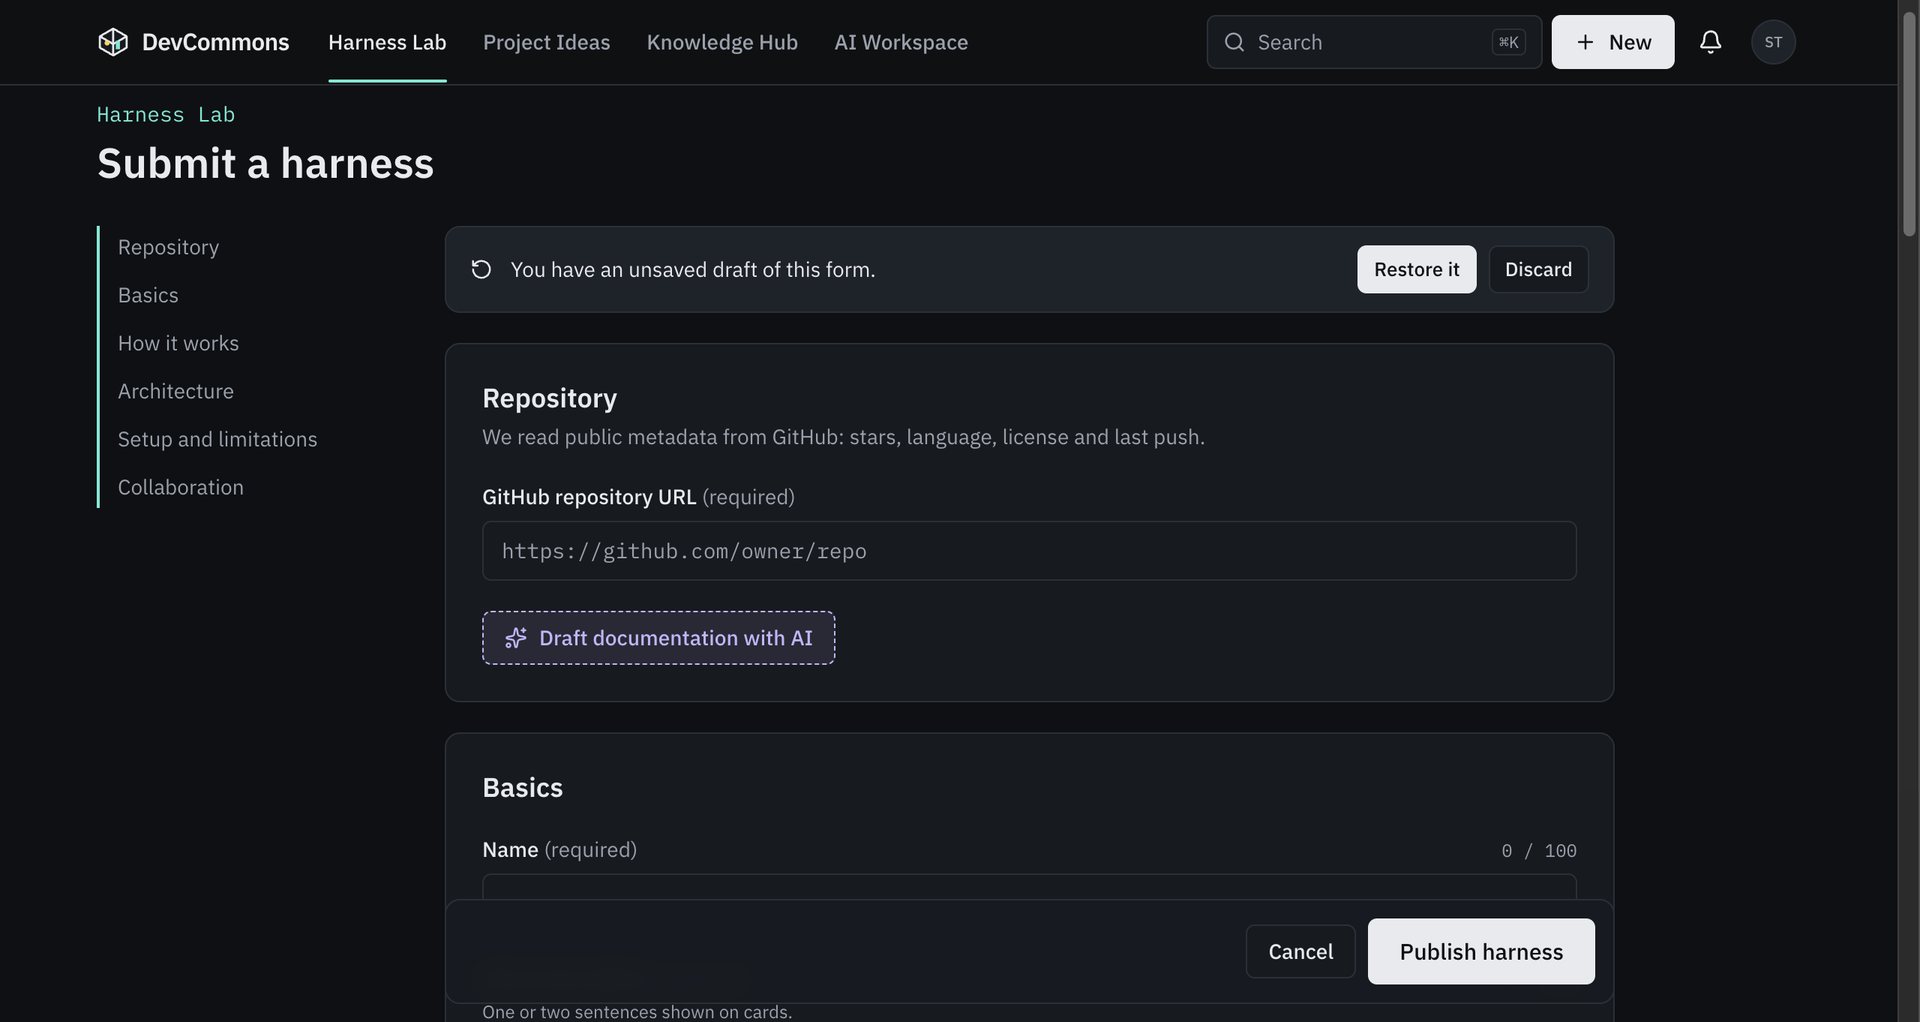 DevCommons
Harness Lab
Project Ideas
Knowledge Hub
AI Workspace
Search
⌘K
+ New
ST
Harness Lab
Submit a harness
Repository
Basics
How it works
Architecture
Setup and limitations
Collaboration
You have an unsaved draft of this form.
Restore it
Discard
Repository
We read public metadata from GitHub: stars, language, license and last push.
GitHub repository URL (required)
https://github.com/owner/repo
Draft documentation with AI
Basics
Name (required)
0 / 100
Cancel
Publish harness
One or two sentences shown on cards.